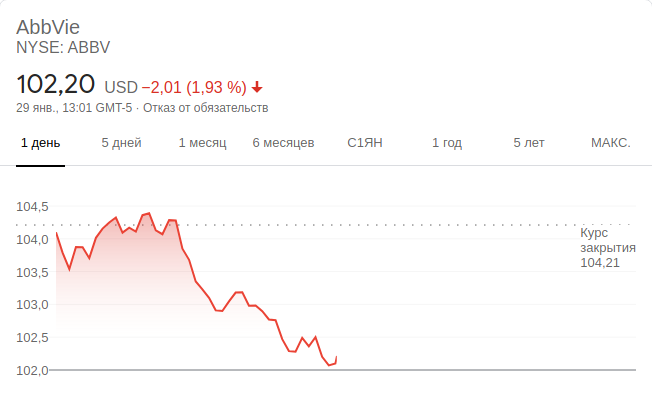 AbbVie
NYSE: ABBV
102,20 USD −2,01 (1,93 %)
29 янв., 13:01 GMT-5 · Отказ от обязательств
1 день 5 дней 1 месяц 6 месяцев С1ЯН 1 год 5 лет МАКС.
104,5
104,0
103,5
103,0
102,5
102,0
Курс
закрытия
104,21